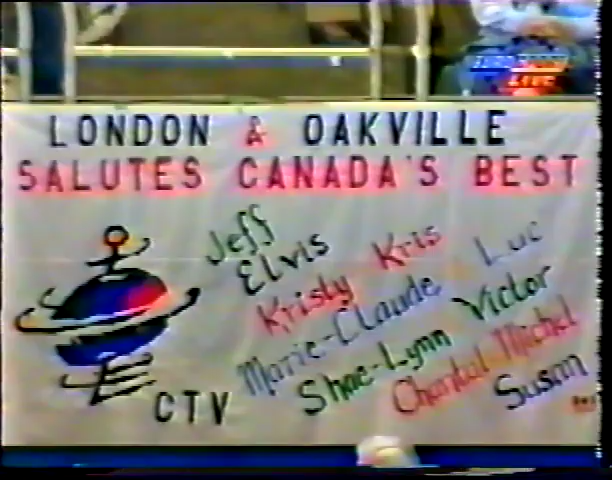 LIVE
LONDON & OAKVILLE
SALUTES CANADA'S BEST
Jeff
Elvis
Kristy Kris
Marie-Claude Luc
Shae-Lynn Victor
Chantal Michel
Susan
CTV